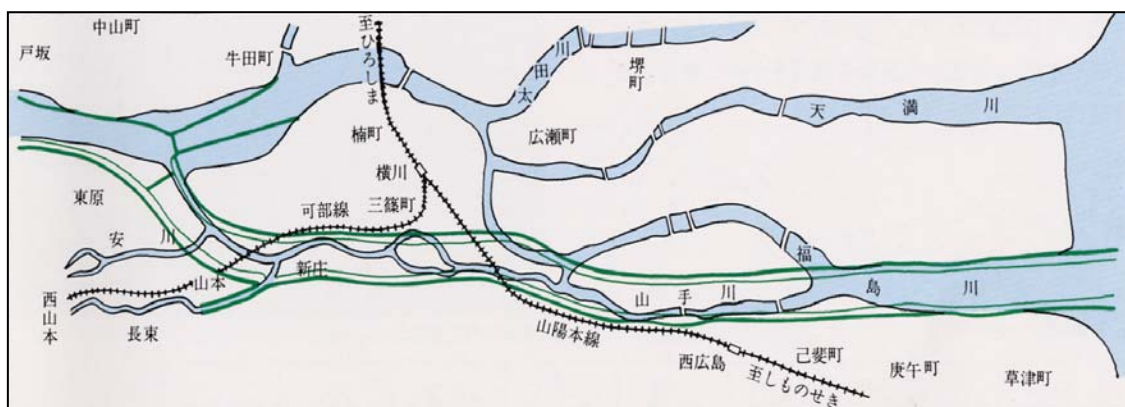 中山町
戸坂
牛田町
至ひろしま
太田川
堺町
天満川
楠町
広瀬町
横川
三篠町
可部線
東原
安川
山本
新庄
西山本
長束
福島川
山手川
山陽本線
西広島
己斐町
至しものせき
庚午町
草津町